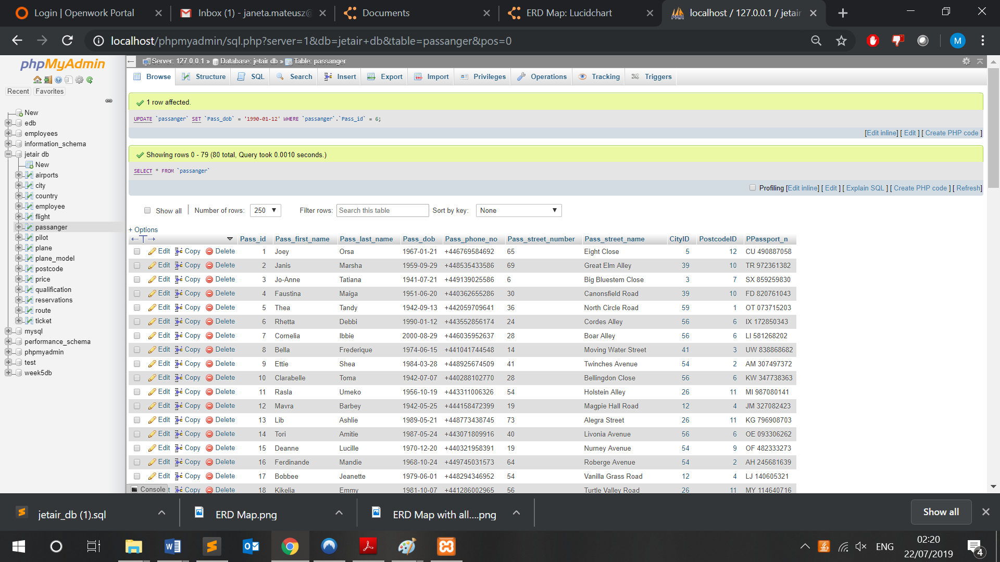 Login | Openwork Portal
Inbox (1) - janeta.mateusz@
Documents
ERD Map: Lucidchart
localhost / 127.0.0.1 / jetair
localhost/phpmyadmin/sql.php?server=1&db=jetair+db&table=passanger&pos=0
M
phpMyAdmin
Recent Favorites
New
edb
employees
information_schema
jetair db
New
airports
city
country
employee
flight
passanger
pilot
plane
plane_model
postcode
price
qualification
reservations
route
ticket
mysql
performance_schema
phpmyadmin
test
week5db
Server: 127.0.0.1 » Database: jetair db » Table: passanger
Browse Structure SQL Search Insert Export Import Privileges Operations Tracking Triggers
1 row affected.
UPDATE `passanger` SET `Pass_dob` = '1990-01-12' WHERE `passanger`.`Pass_id` = 6;
[Edit inline] [ Edit ] [ Create PHP code ]
Showing rows 0 - 79 (80 total, Query took 0.0010 seconds.)
SELECT * FROM `passanger`
Profiling [Edit inline] [ Edit ] [ Explain SQL ] [ Create PHP code ] [ Refresh]
Show all | Number of rows: 250 Filter rows: Search this table Sort by key: None
+ Options
←T→ Pass_id Pass_first_name Pass_last_name Pass_dob Pass_phone_no Pass_street_number Pass_street_name CityID PostcodeID PPassport_n
Edit Copy Delete 1 Joey Orsa 1967-01-21 +446769584692 65 Eight Close 5 12 CU 490887058
Edit Copy Delete 2 Janis Marsha 1959-09-29 +448535433586 69 Great Elm Alley 39 10 TR 972361382
Edit Copy Delete 3 Jo-Anne Tatiana 1941-07-21 +449139025586 6 Big Bluestem Close 3 7 SX 859259830
Edit Copy Delete 4 Faustina Maiga 1951-06-20 +440362655286 30 Canonsfield Road 39 10 FD 820761043
Edit Copy Delete 5 Thea Tandy 1942-09-13 +442059709641 36 North Circle Road 59 1 OT 073715203
Edit Copy Delete 6 Rhetta Debbi 1990-01-12 +443552856174 24 Cordes Alley 56 6 IX 172850343
Edit Copy Delete 7 Cornelia Ibbie 2000-08-29 +446035952637 28 Boar Alley 56 6 LI 581268202
Edit Copy Delete 8 Bella Frederique 1974-06-15 +441041744548 14 Moving Water Street 41 3 UW 838868682
Edit Copy Delete 9 Ettie Shea 1984-03-28 +448925674509 41 Twinches Avenue 54 2 AM 307497372
Edit Copy Delete 10 Clarabelle Toma 1942-07-07 +440288102770 28 Bellingdon Close 56 6 KW 347738363
Edit Copy Delete 11 Rasla Umeko 1956-10-19 +443311006326 54 Holstein Alley 26 11 MI 987080141
Edit Copy Delete 12 Mavra Barbey 1942-05-25 +444158472399 19 Magpie Hall Road 12 4 JM 327082423
Edit Copy Delete 13 Lib Ashlie 1989-05-21 +448773438745 73 Alegra Street 26 11 KG 796908703
Edit Copy Delete 14 Tori Amitie 1987-05-24 +443071809916 40 Livonia Avenue 56 6 OE 093306262
Edit Copy Delete 15 Deanne Lucille 1970-12-20 +440321958391 19 Nurney Avenue 54 9 OF 482333273
Edit Copy Delete 16 Ferdinande Mandie 1968-10-24 +449745031573 64 Roberge Avenue 54 2 AH 245681639
Edit Copy Delete 17 Bobbee Jeanette 1979-06-01 +448294346952 54 Vanilla Grass Road 12 4 LJ 140605321
Console t Copy Delete 18 Kikelia Emmy 1981-10-07 +441286002965 56 Turtle Valley Road 26 11 MY 114640716
jetair_db (1).sql
ERD Map.png
ERD Map with all....png
Show all
ENG
02:20
22/07/2019
4